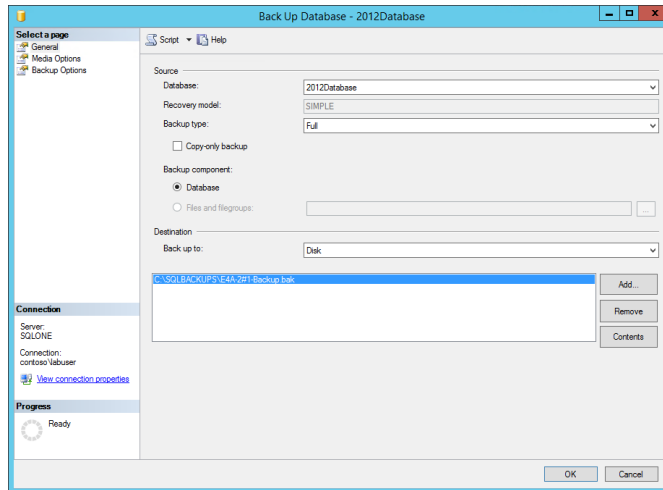 Back Up Database - 2012Database
Select a page
General
Media Options
Backup Options
Script Help
Source
Database: 2012Database
Recovery model: SIMPLE
Backup type: Full
Copy-only backup
Backup component:
Database
Files and filegroups: ...
Destination
Back up to: Disk
C:\SQLBACKUPS\E4A-2#1-Backup.bak
Add...
Remove
Contents
Connection
Server:
SQLONE
Connection:
contoso\labuser
View connection properties
Progress
Ready
OK Cancel